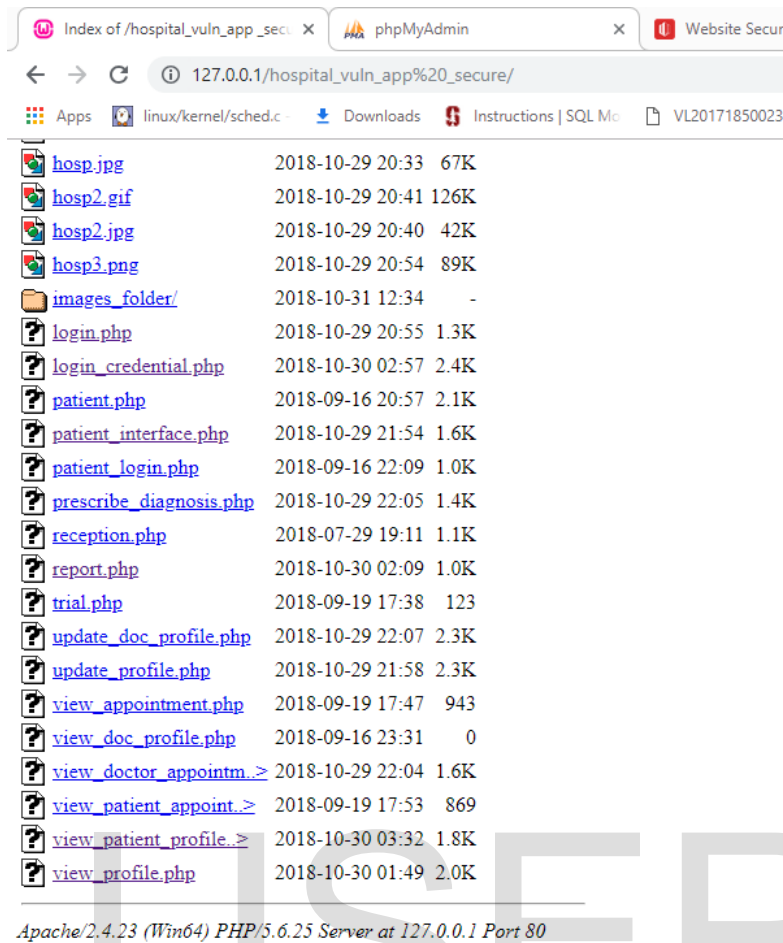 Index of /hospital_vuln_app _secu
phpMyAdmin
Website Secur
127.0.0.1/hospital_vuln_app%20_secure/
Apps linux/kernel/sched.c - Downloads Instructions | SQL Mo VL20171850023
hosp.jpg 2018-10-29 20:33 67K
hosp2.gif 2018-10-29 20:41 126K
hosp2.jpg 2018-10-29 20:40 42K
hosp3.png 2018-10-29 20:54 89K
images_folder/ 2018-10-31 12:34 -
login.php 2018-10-29 20:55 1.3K
login_credential.php 2018-10-30 02:57 2.4K
patient.php 2018-09-16 20:57 2.1K
patient_interface.php 2018-10-29 21:54 1.6K
patient_login.php 2018-09-16 22:09 1.0K
prescribe_diagnosis.php 2018-10-29 22:05 1.4K
reception.php 2018-07-29 19:11 1.1K
report.php 2018-10-30 02:09 1.0K
trial.php 2018-09-19 17:38 123
update_doc_profile.php 2018-10-29 22:07 2.3K
update_profile.php 2018-10-29 21:58 2.3K
view_appointment.php 2018-09-19 17:47 943
view_doc_profile.php 2018-09-16 23:31 0
view_doctor_appointm..> 2018-10-29 22:04 1.6K
view_patient_appoint..> 2018-09-19 17:53 869
view_patient_profile..> 2018-10-30 03:32 1.8K
view_profile.php 2018-10-30 01:49 2.0K
Apache/2.4.23 (Win64) PHP/5.6.25 Server at 127.0.0.1 Port 80